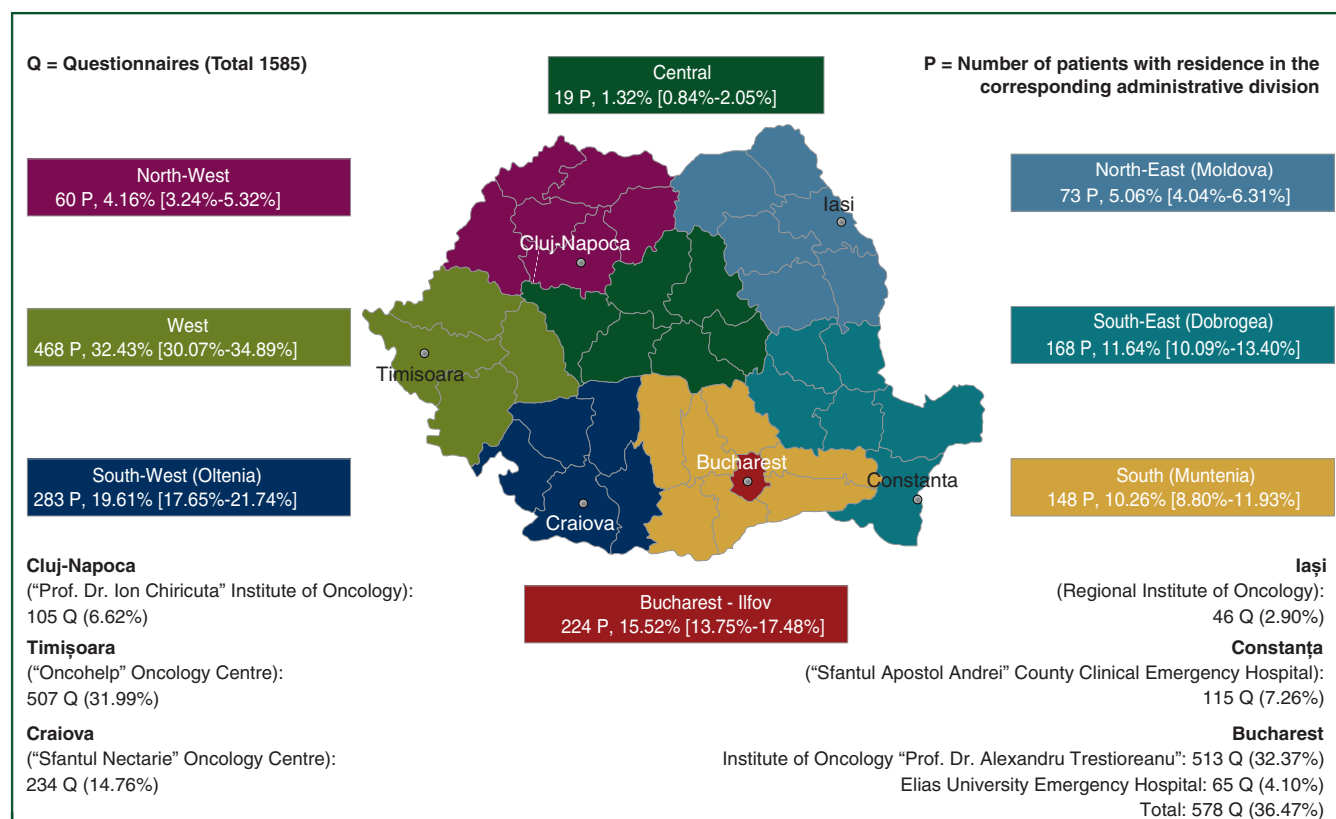 Q = Questionnaires (Total 1585)
P = Number of patients with residence in the
corresponding administrative division
Central
19 P, 1.32% [0.84%-2.05%]
North-West
60 P, 4.16% [3.24%-5.32%]
North-East (Moldova)
73 P, 5.06% [4.04%-6.31%]
Iași
Cluj-Napoca
West
468 P, 32.43% [30.07%-34.89%]
South-East (Dobrogea)
168 P, 11.64% [10.09%-13.40%]
Timisoara
South-West (Oltenia)
283 P, 19.61% [17.65%-21.74%]
South (Muntenia)
148 P, 10.26% [8.80%-11.93%]
Bucharest
Constanta
Craiova
Bucharest - Ilfov
224 P, 15.52% [13.75%-17.48%]
Cluj-Napoca
(“Prof. Dr. Ion Chiricuta” Institute of Oncology):
105 Q (6.62%)
Timișoara
(“Oncohelp” Oncology Centre):
507 Q (31.99%)
Craiova
(“Sfantul Nectarie” Oncology Centre):
234 Q (14.76%)
Iași
(Regional Institute of Oncology):
46 Q (2.90%)
Constanța
(“Sfantul Apostol Andrei” County Clinical Emergency Hospital):
115 Q (7.26%)
Bucharest
Institute of Oncology “Prof. Dr. Alexandru Trestioreanu”: 513 Q (32.37%)
Elias University Emergency Hospital: 65 Q (4.10%)
Total: 578 Q (36.47%)